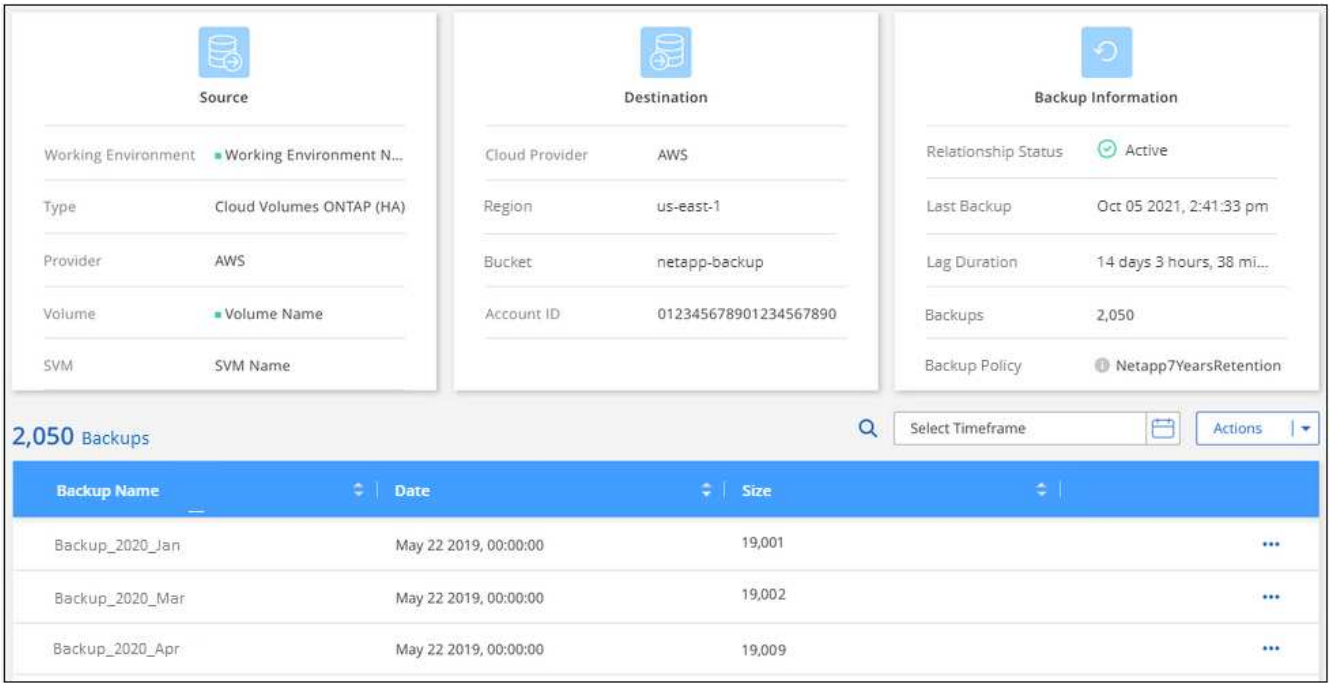 Source
Working Environment Working Environment N...
Type Cloud Volumes ONTAP (HA)
Provider AWS
Volume Volume Name
SVM SVM Name
Destination
Cloud Provider AWS
Region us-east-1
Bucket netapp-backup
Account ID 012345678901234567890
Backup Information
Relationship Status Active
Last Backup Oct 05 2021, 2:41:33 pm
Lag Duration 14 days 3 hours, 38 mi...
Backups 2,050
Backup Policy Netapp7YearsRetention
2,050 Backups
Select Timeframe
Actions
Backup Name Date Size
Backup_2020_Jan May 22 2019, 00:00:00 19,001
Backup_2020_Mar May 22 2019, 00:00:00 19,002
Backup_2020_Apr May 22 2019, 00:00:00 19,009